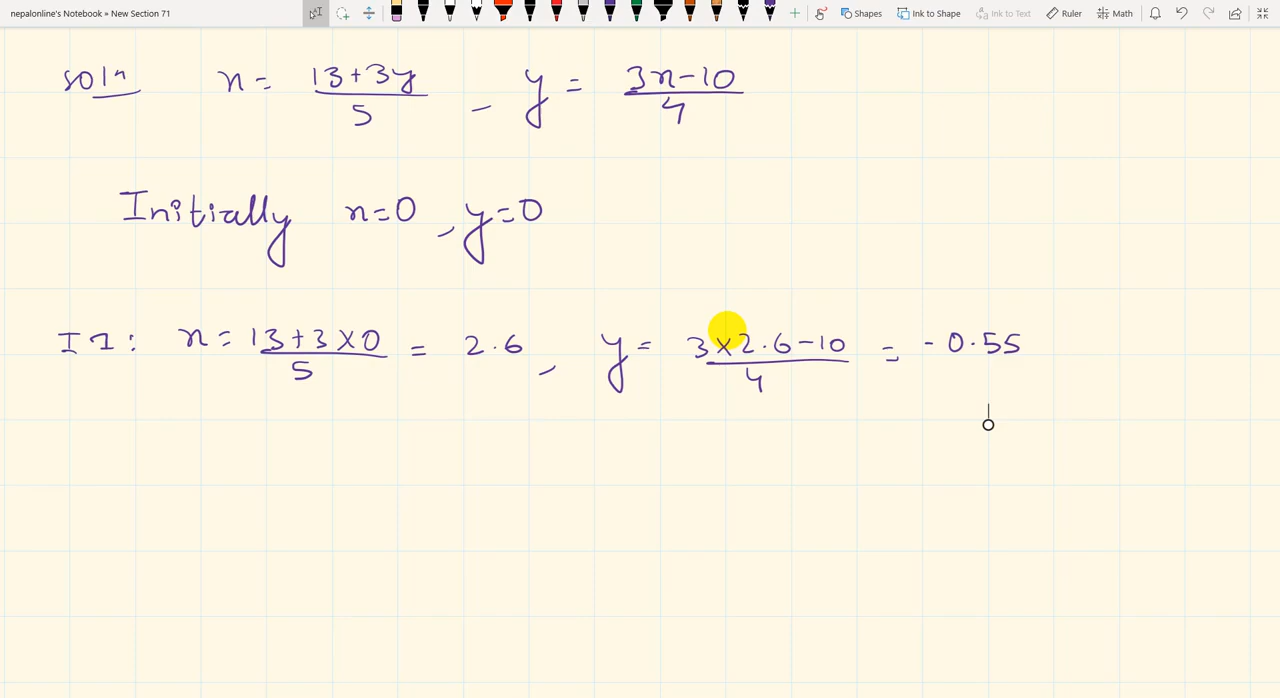 nepalonline's Notebook » New Section 71
Shapes Ink to Shape Ink to Text Ruler Math
soln x = 13+3y/5 , y = 3x-10/4
Initially x=0, y=0
I1: x = 13+3×0/5 = 2.6, y = 3×2.6-10/4 = -0.55